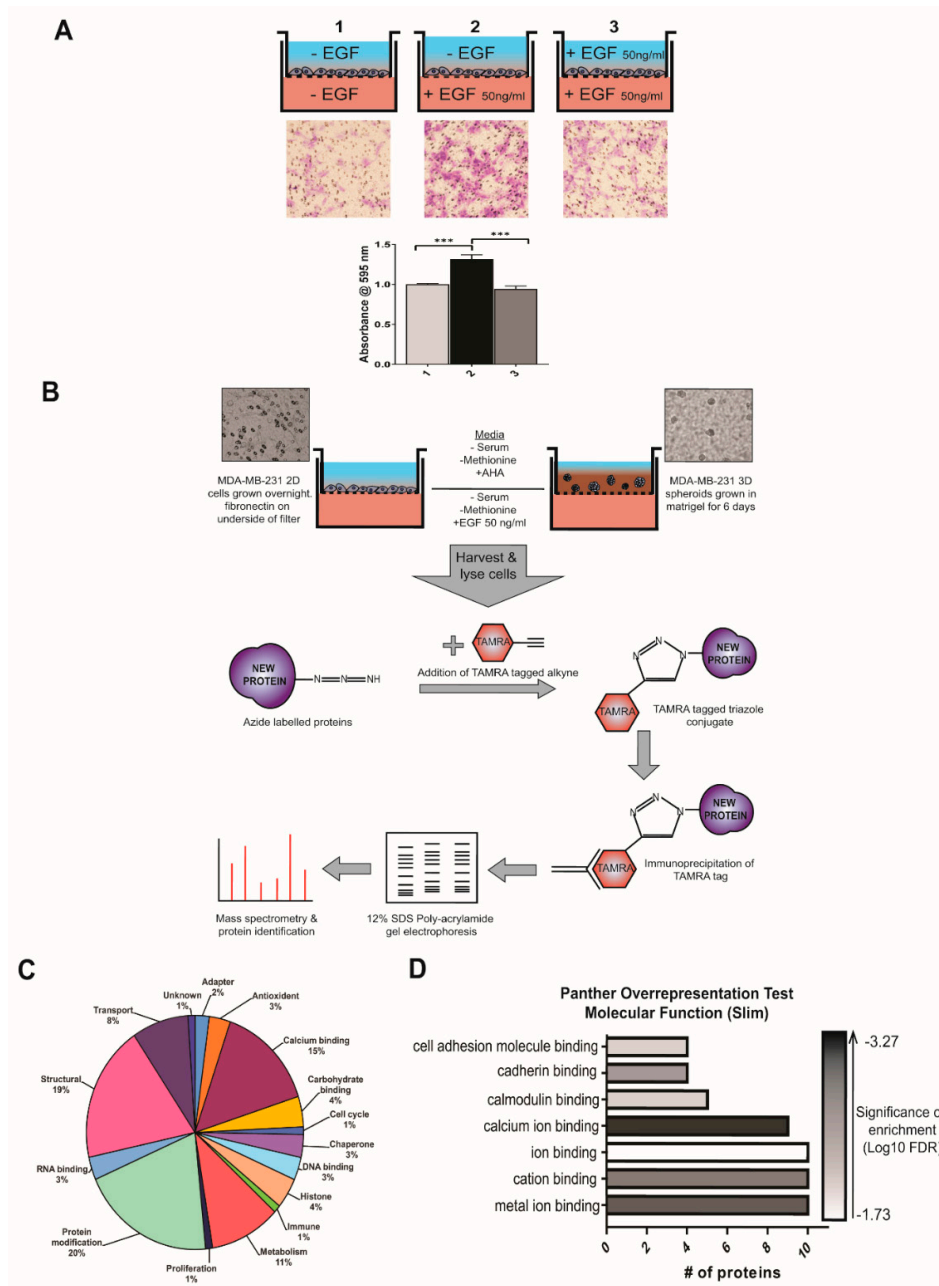 A
1
2
3
- EGF
- EGF
+ EGF 50ng/ml
- EGF
+ EGF 50ng/ml
+ EGF 50ng/ml
***
***
1.5
1.0
0.5
0.0
Absorbance @ 595 nm
1
2
3
B
MDA-MB-231 2D
cells grown overnight.
fibronectin on
underside of filter
Media
- Serum
-Methionine
+AHA
- Serum
-Methionine
+EGF 50 ng/ml
MDA-MB-231 3D
spheroids grown in
matrigel for 6 days
Harvest &
lyse cells
NEW
PROTEIN
N
N
NH
Azide labelled proteins
TAMRA
Addition of TAMRA tagged alkyne
N
N
N
NEW
PROTEIN
TAMRA
TAMRA tagged triazole
conjugate
N
N
N
NEW
PROTEIN
TAMRA
Immunoprecipitation of
TAMRA tag
12% SDS Poly-acrylamide
gel electrophoresis
Mass spectrometry &
protein identification
C
Unknown
1%
Adapter
2%
Antioxident
3%
Calcium binding
15%
Carbohydrate
binding
4%
Cell cycle
1%
Chaperone
3%
DNA binding
3%
Histone
4%
Immune
1%
Metabolism
11%
Proliferation
1%
Protein
modification
20%
RNA binding
3%
Structural
19%
Transport
8%
D
Panther Overrepresentation Test
Molecular Function (Slim)
cell adhesion molecule binding
cadherin binding
calmodulin binding
calcium ion binding
ion binding
cation binding
metal ion binding
0
2
4
6
8
10
# of proteins
-3.27
Significance o
enrichment
(Log10 FDR)
-1.73